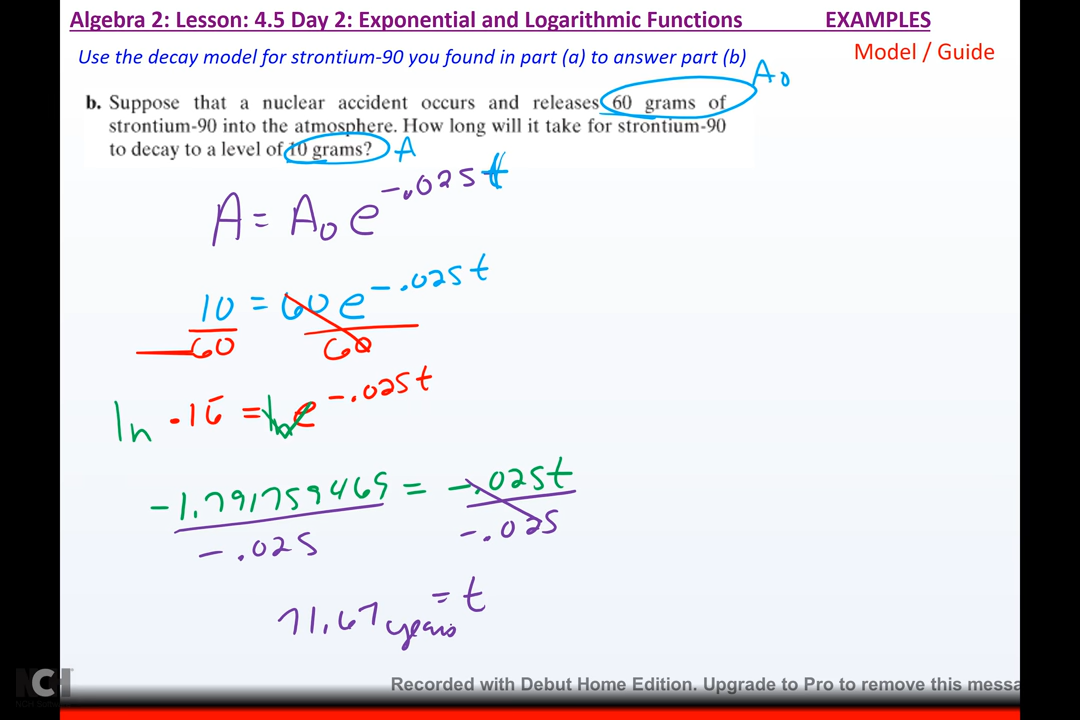 Algebra 2: Lesson: 4.5 Day 2: Exponential and Logarithmic Functions EXAMPLES
Use the decay model for strontium-90 you found in part (a) to answer part (b) Model / Guide
A₀
b. Suppose that a nuclear accident occurs and releases 60 grams of
strontium-90 into the atmosphere. How long will it take for strontium-90
to decay to a level of 10 grams? A
A = A₀ e^(-.025t)
10 = 60 e^(-.025t)
60 60
ln .16̄ = ln e^(-.025t)
-1.791759469 = -.025t
-.025 -.025
71.67 years = t
NCH
Recorded with Debut Home Edition. Upgrade to Pro to remove this messa